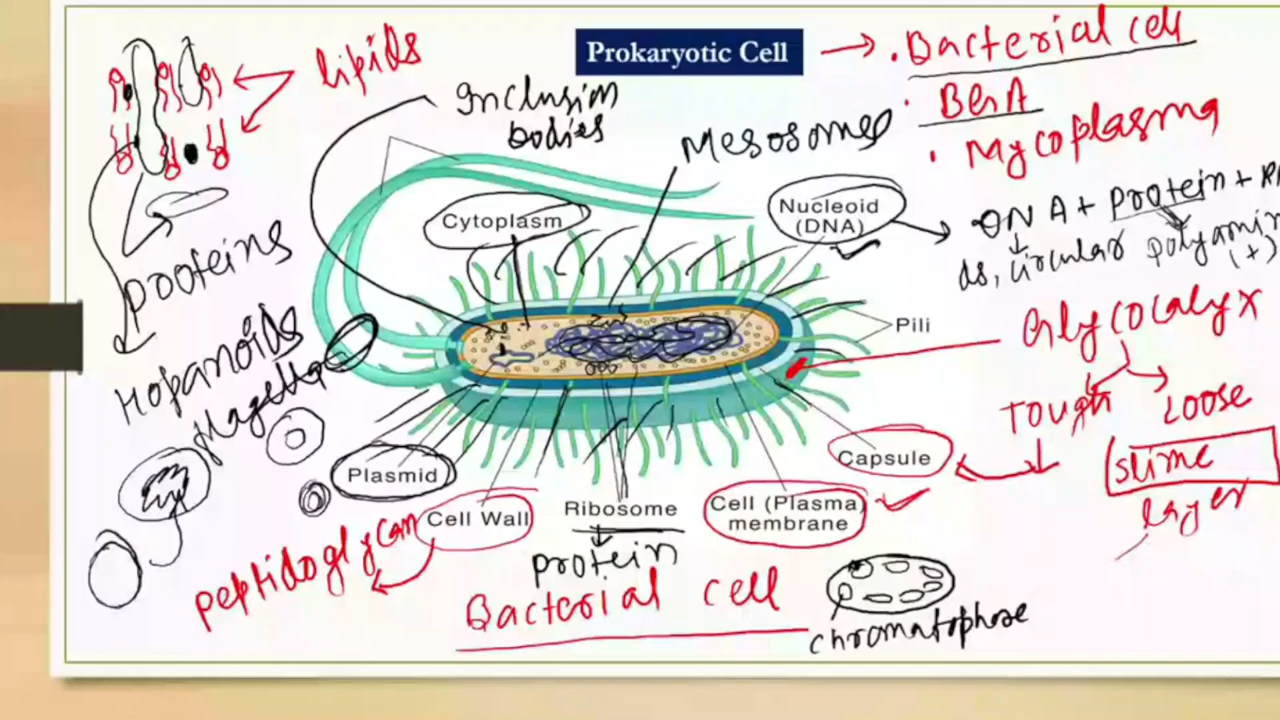 Prokaryotic Cell
→ . Bacterial cell
. BGA
. Mycoplasma
lipids
Inclusion
bodies
Mesosomes
Cytoplasm
Nucleoid
(DNA)
DNA + protein +
ds, circular polyamin
(+)
proteins
Hopanoids
flagella
Pili
Glycocalyx
Tough
Loose
Capsule
slime
layer
Plasmid
Cell Wall
Ribosome
Cell (Plasma)
membrane
peptidoglycan
protein
Bacterial cell
chromatophore